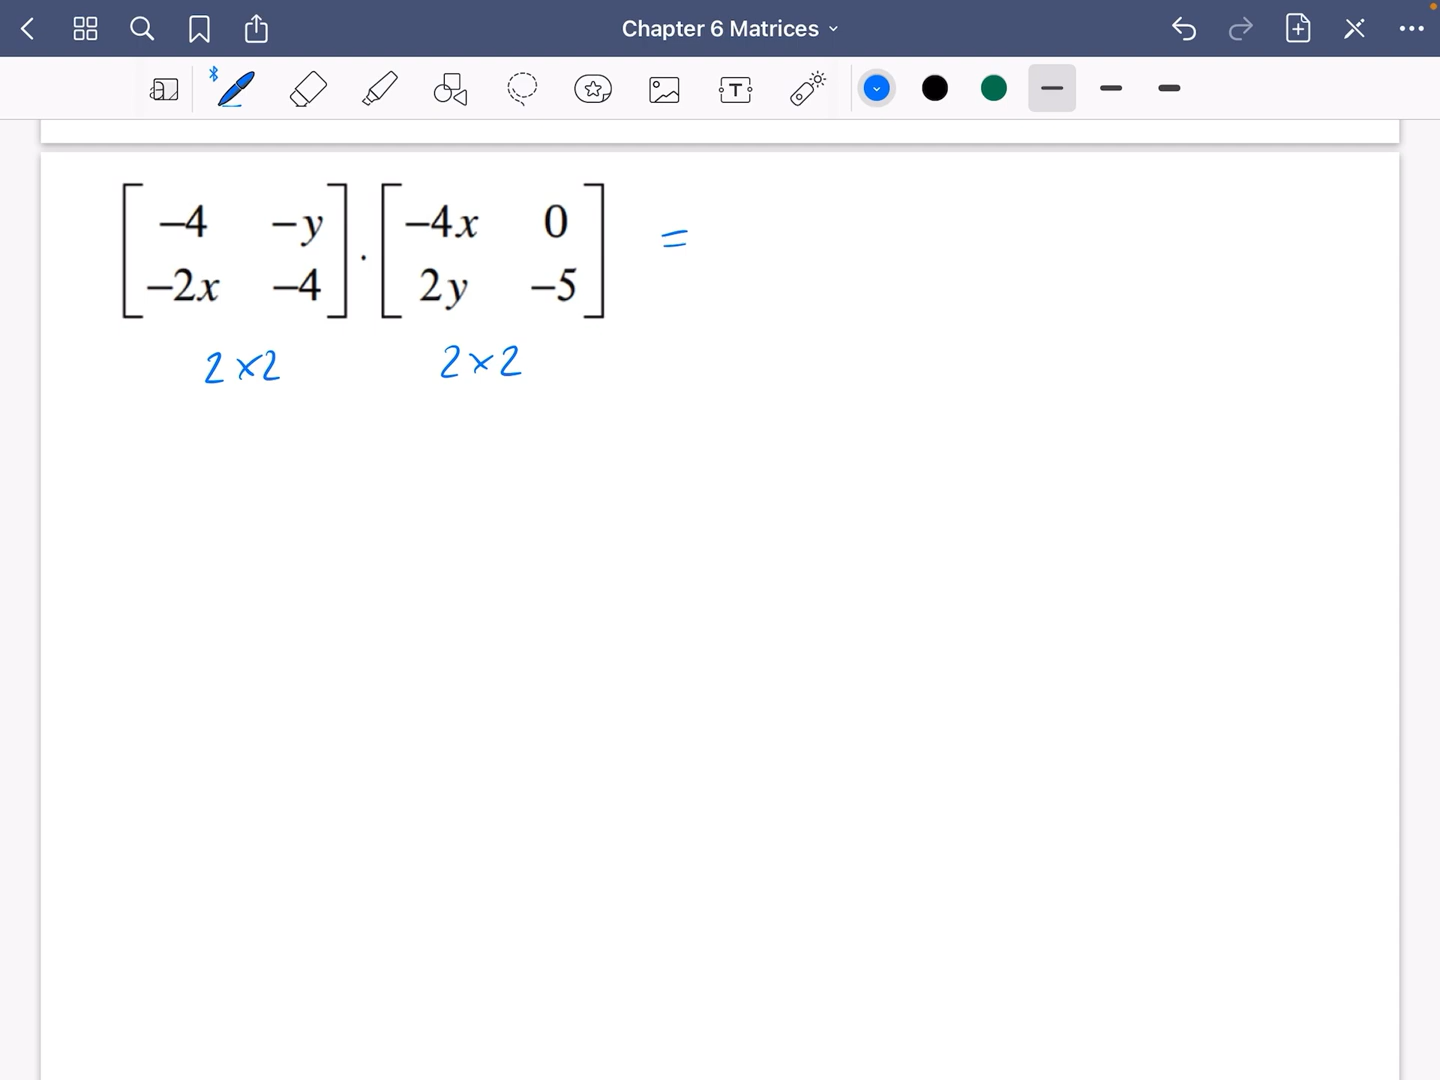 Chapter 6 Matrices
[ -4 -y ] . [ -4x 0 ] =
[ -2x -4 ] [ 2y -5 ]
2×2 2×2